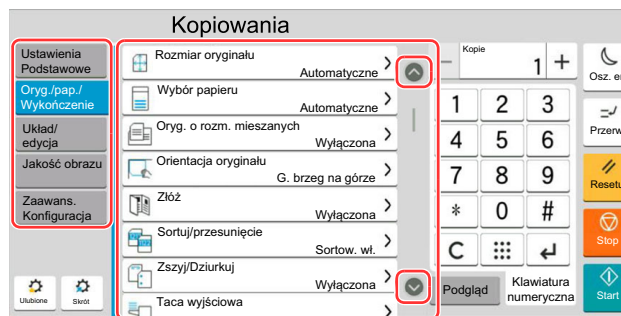 Kopiowania
Ustawienia
Podstawowe
Oryg./pap./
Wykończenie
Układ/
edycja
Jakość obrazu
Zaawans.
Konfiguracja
Ulubione
Skrót
Rozmiar oryginału
Automatyczne
Wybór papieru
Automatyczne
Oryg. o rozm. mieszanych
Wyłączona
Orientacja oryginału
G. brzeg na górze
Złóż
Wyłączona
Sortuj/przesunięcie
Sortow. wł.
Zszyj/Dziurkuj
Wyłączona
Taca wyjściowa
Kopie
− 1 +
1 2 3
4 5 6
7 8 9
* 0 #
C
Podgląd
Klawiatura
numeryczna
Osz. en
Przerw
Resetu
Stop
Start